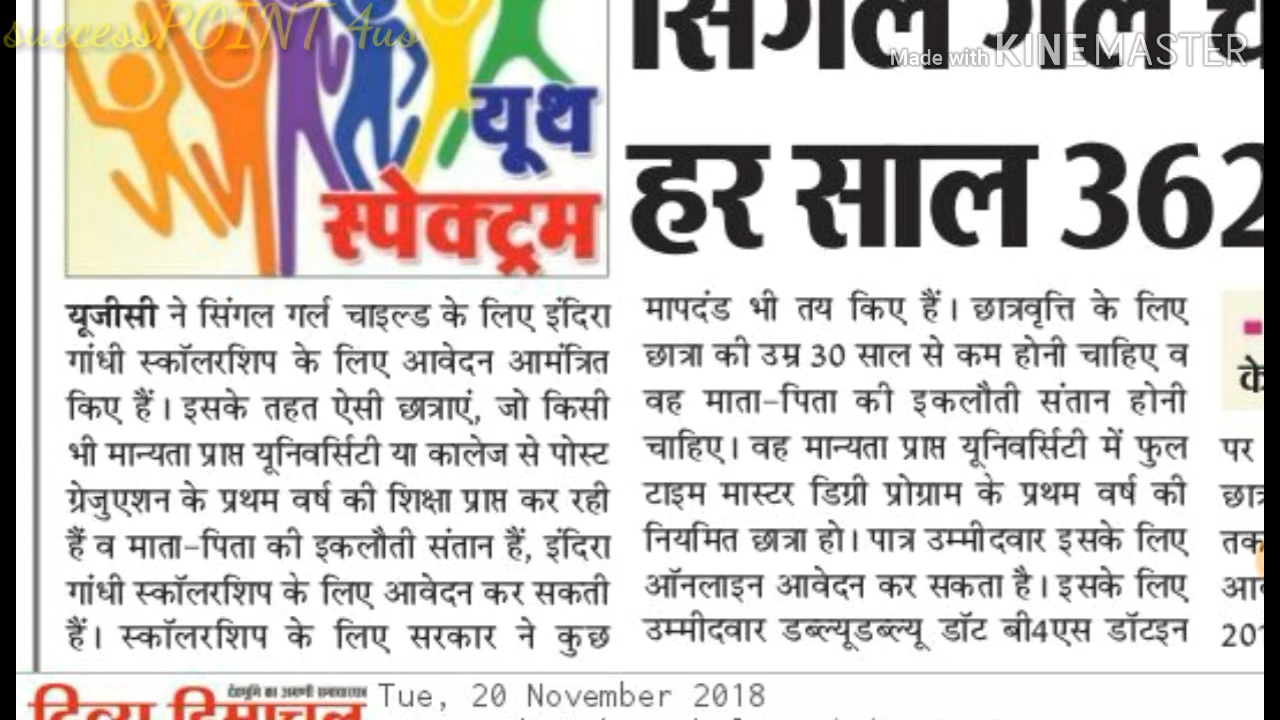 successPOINT 4us
Made with KINEMASTER
सिंगल गर्ल
हर साल 362
यूथ
स्पेक्ट्रम
यूजीसी ने सिंगल गर्ल चाइल्ड के लिए इंदिरा
गांधी स्कॉलरशिप के लिए आवेदन आमंत्रित
किए हैं। इसके तहत ऐसी छात्राएं, जो किसी
भी मान्यता प्राप्त यूनिवर्सिटी या कालेज से पोस्ट
ग्रेजुएशन के प्रथम वर्ष की शिक्षा प्राप्त कर रही
हैं व माता-पिता की इकलौती संतान हैं, इंदिरा
गांधी स्कॉलरशिप के लिए आवेदन कर सकती
हैं। स्कॉलरशिप के लिए सरकार ने कुछ
मापदंड भी तय किए हैं। छात्रवृत्ति के लिए
छात्रा की उम्र 30 साल से कम होनी चाहिए व
वह माता-पिता की इकलौती संतान होनी
चाहिए। वह मान्यता प्राप्त यूनिवर्सिटी में फुल
टाइम मास्टर डिग्री प्रोग्राम के प्रथम वर्ष की
नियमित छात्रा हो। पात्र उम्मीदवार इसके लिए
ऑनलाइन आवेदन कर सकता है। इसके लिए
उम्मीदवार डब्ल्यूडब्ल्यू डॉट बी4एस डॉटइन
के
पर
तक
दिव्य हिमाचल
Tue, 20 November 2018